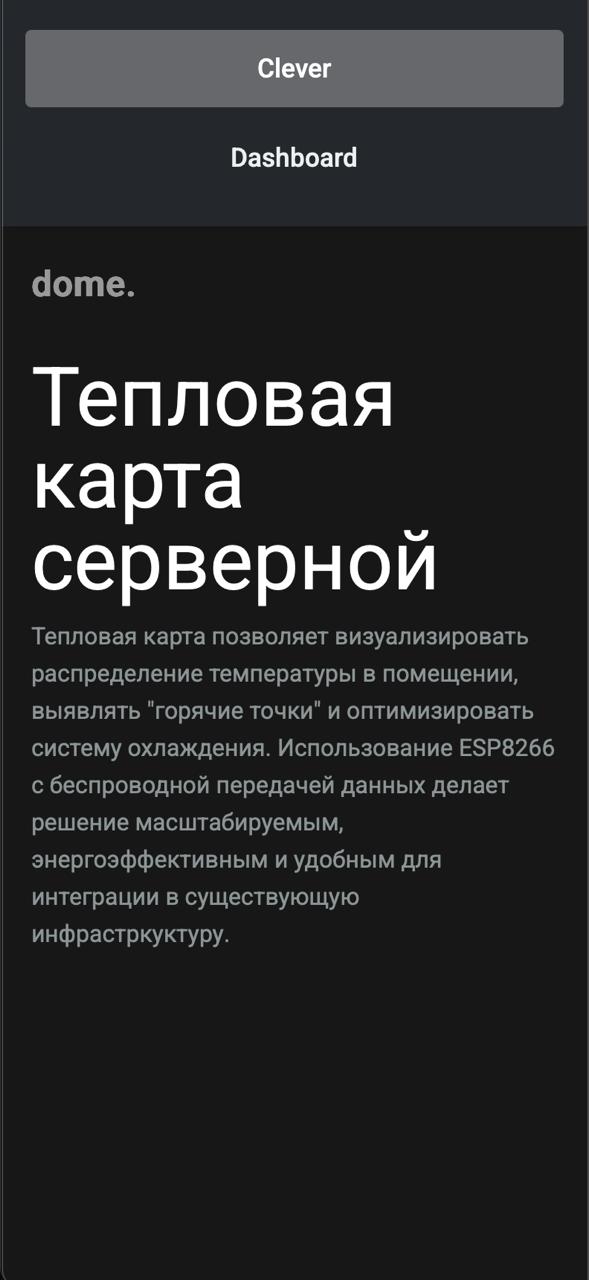 Clever
Dashboard
dome.
Тепловая
карта
серверной
Тепловая карта позволяет визуализировать
распределение температуры в помещении,
выявлять "горячие точки" и оптимизировать
систему охлаждения. Использование ESP8266
с беспроводной передачей данных делает
решение масштабируемым,
энергоэффективным и удобным для
интеграции в существующую
инфрастркуктуру.